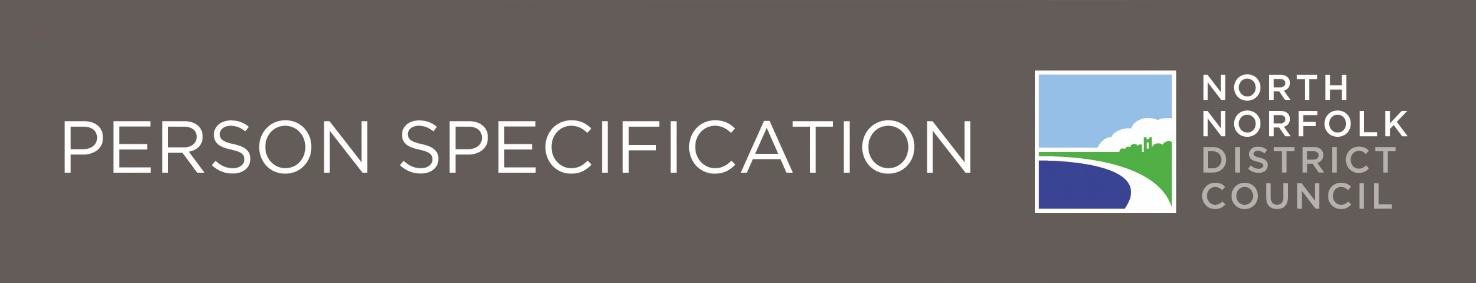 PERSON SPECIFICATION
NORTH
NORFOLK
DISTRICT
COUNCIL